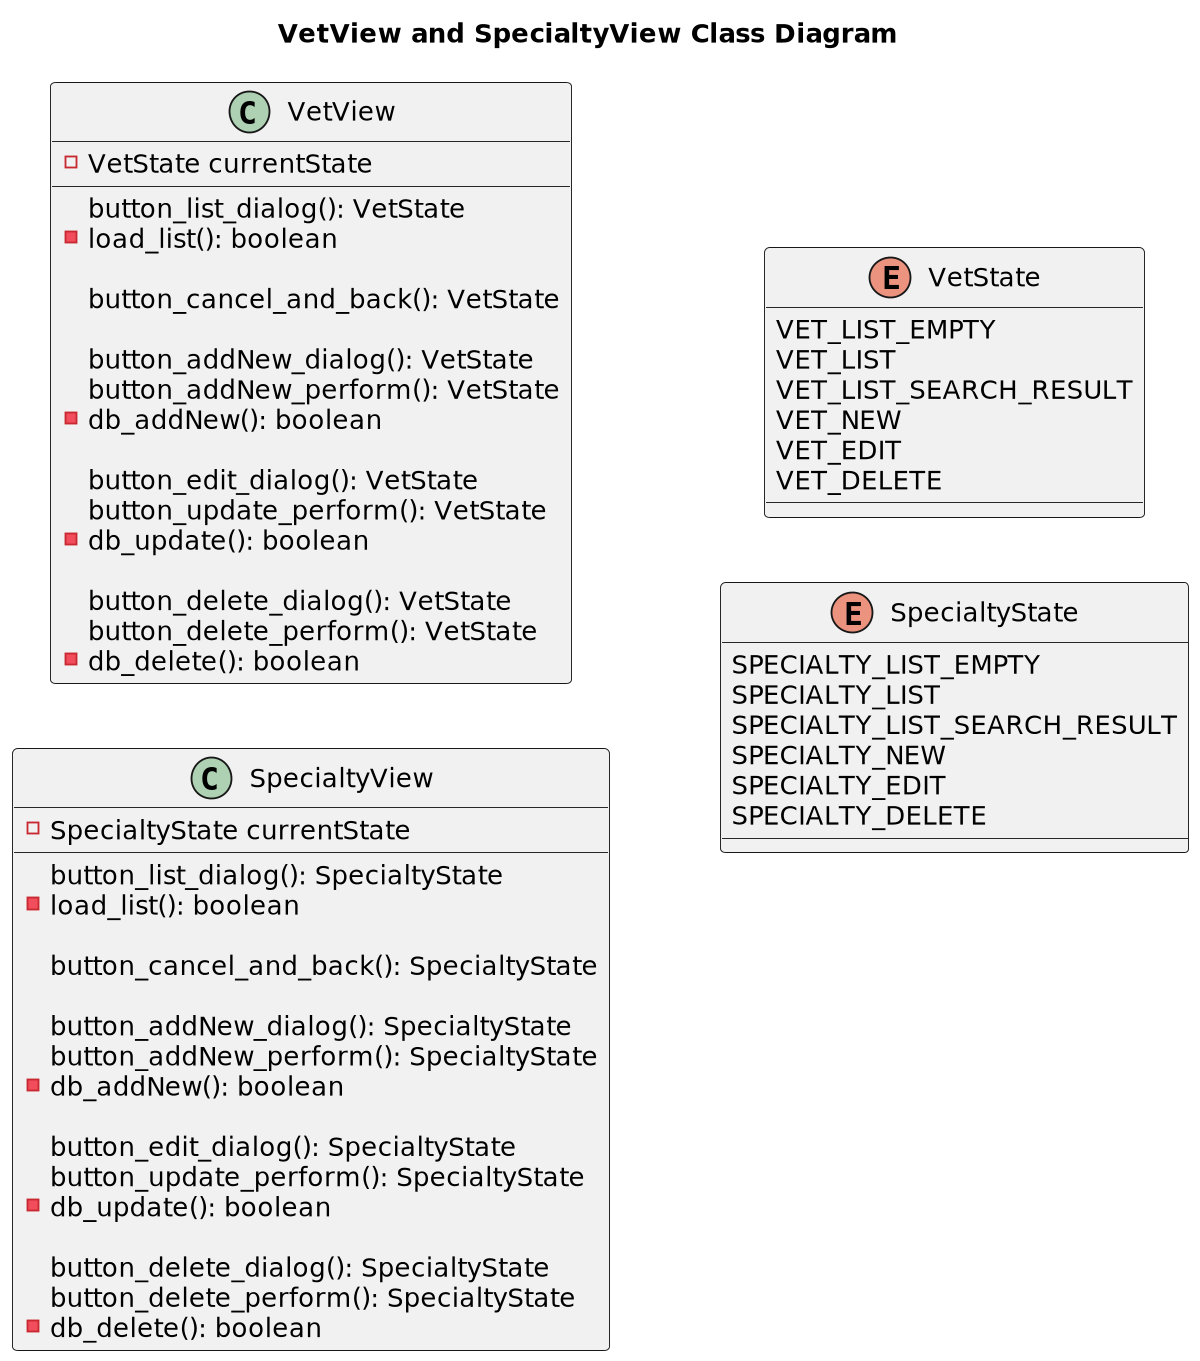 VetView and SpecialtyView Class Diagram
C VetView
VetState currentState
button_list_dialog(): VetState
load_list(): boolean
button_cancel_and_back(): VetState
button_addNew_dialog(): VetState
button_addNew_perform(): VetState
db_addNew(): boolean
button_edit_dialog(): VetState
button_update_perform(): VetState
db_update(): boolean
button_delete_dialog(): VetState
button_delete_perform(): VetState
db_delete(): boolean
E VetState
VET_LIST_EMPTY
VET_LIST
VET_LIST_SEARCH_RESULT
VET_NEW
VET_EDIT
VET_DELETE
E SpecialtyState
SPECIALTY_LIST_EMPTY
SPECIALTY_LIST
SPECIALTY_LIST_SEARCH_RESULT
SPECIALTY_NEW
SPECIALTY_EDIT
SPECIALTY_DELETE
C SpecialtyView
SpecialtyState currentState
button_list_dialog(): SpecialtyState
load_list(): boolean
button_cancel_and_back(): SpecialtyState
button_addNew_dialog(): SpecialtyState
button_addNew_perform(): SpecialtyState
db_addNew(): boolean
button_edit_dialog(): SpecialtyState
button_update_perform(): SpecialtyState
db_update(): boolean
button_delete_dialog(): SpecialtyState
button_delete_perform(): SpecialtyState
db_delete(): boolean